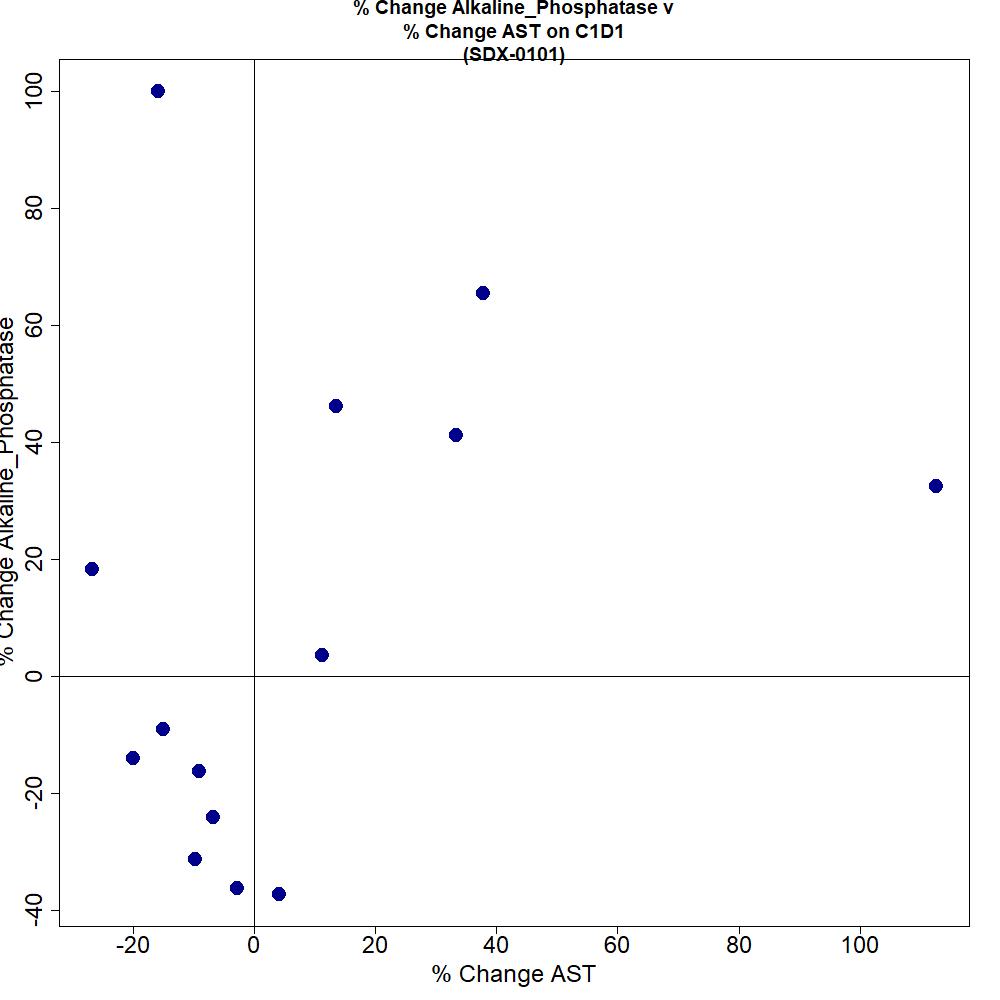 % Change Alkaline_Phosphatase v
% Change AST on C1D1
(SDX-0101)
% Change Alkaline_Phosphatase
100
80
60
40
20
0
-20
-40
-20 0 20 40 60 80 100
% Change AST